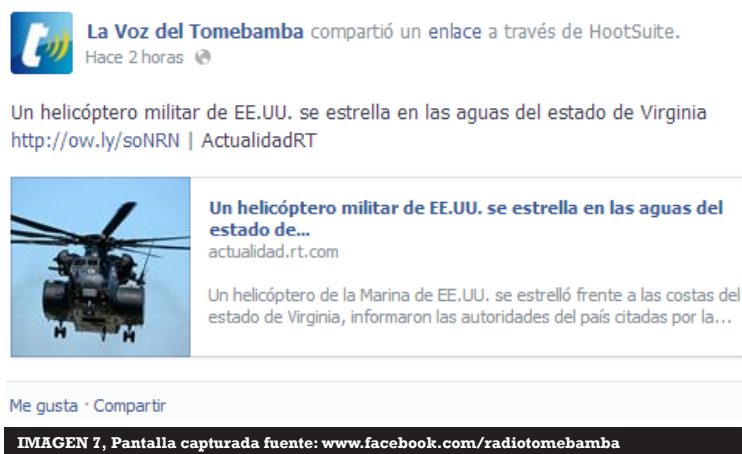 La Voz del Tomebamba compartió un enlace a través de HootSuite.
Hace 2 horas
Un helicóptero militar de EE.UU. se estrella en las aguas del estado de Virginia
http://ow.ly/soNRN | ActualidadRT
Un helicóptero militar de EE.UU. se estrella en las aguas del
estado de...
actualidad.rt.com
Un helicóptero de la Marina de EE.UU. se estrelló frente a las costas del
estado de Virginia, informaron las autoridades del país citadas por la...
Me gusta · Compartir
IMAGEN 7, Pantalla capturada fuente: www.facebook.com/radiotomebamba